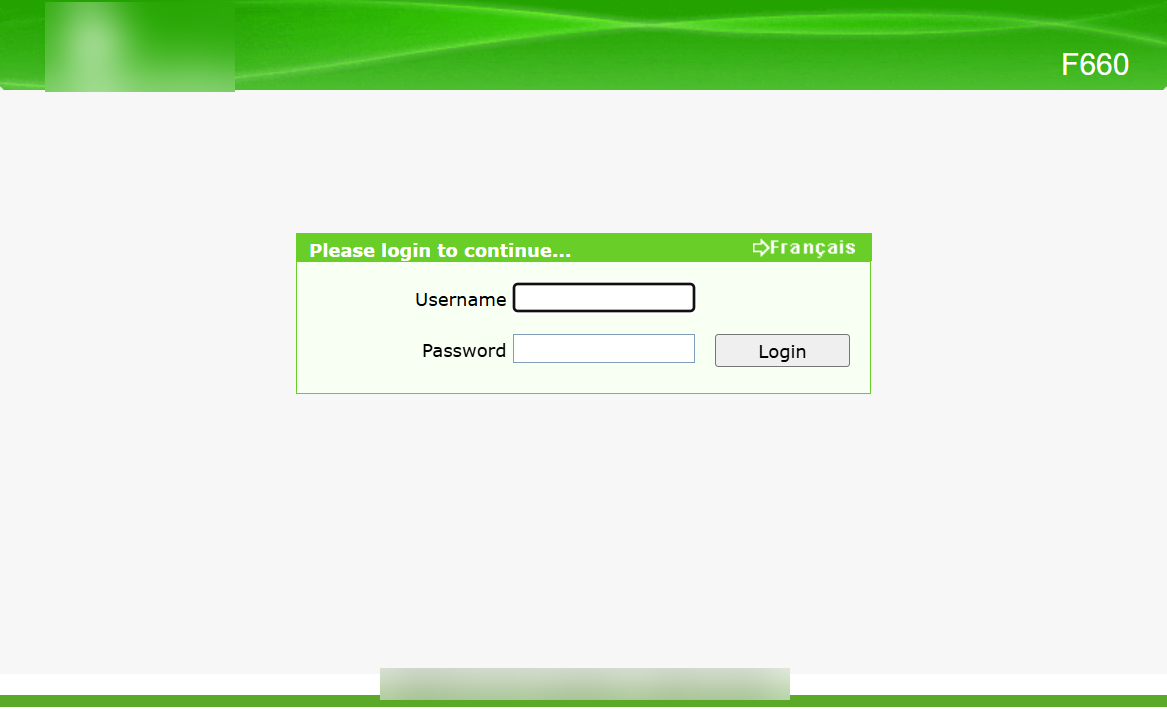 F660
Please login to continue...
⇨Français
Username
Password
Login